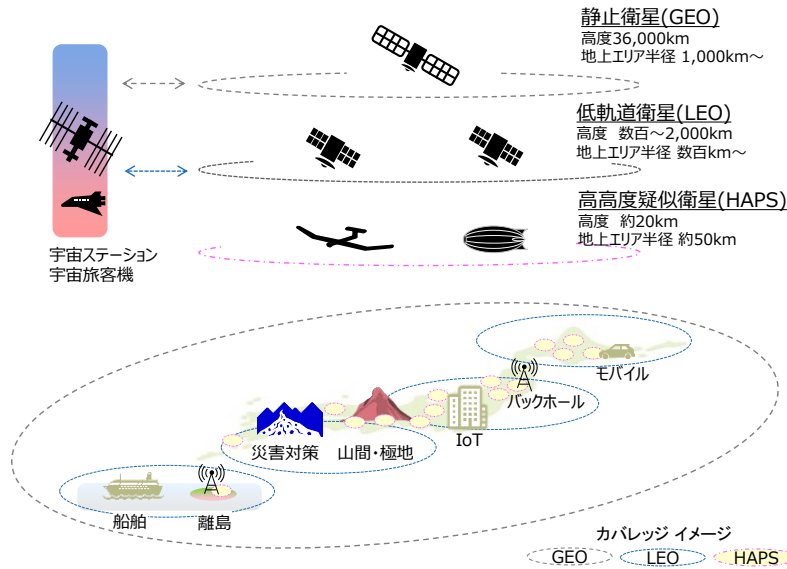 静止衛星(GEO)
高度36,000km
地上エリア半径 1,000km～
低軌道衛星(LEO)
高度 数百～2,000km
地上エリア半径 数百km～
高高度疑似衛星(HAPS)
高度 約20km
地上エリア半径 約50km
宇宙ステーション
宇宙旅客機
モバイル
バックホール
IoT
災害対策
山間・極地
船舶
離島
カバレッジ イメージ
GEO
LEO
HAPS